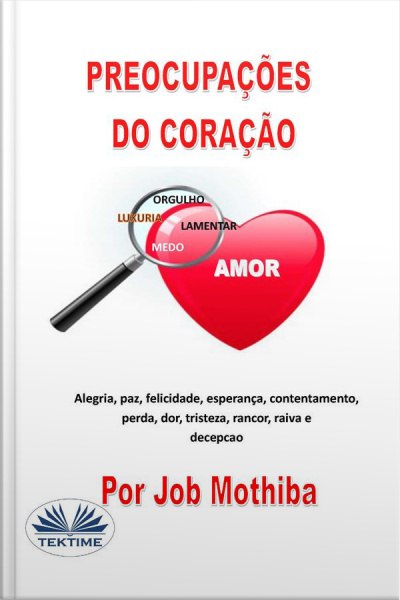 PREOCUPAÇÕES
DO CORAÇÃO
ORGULHO
LUXURIA
LAMENTAR
MEDO
AMOR
Alegria, paz, felicidade, esperança, contentamento,
perda, dor, tristeza, rancor, raiva e
decepcao
Por Job Mothiba
TEKTIME